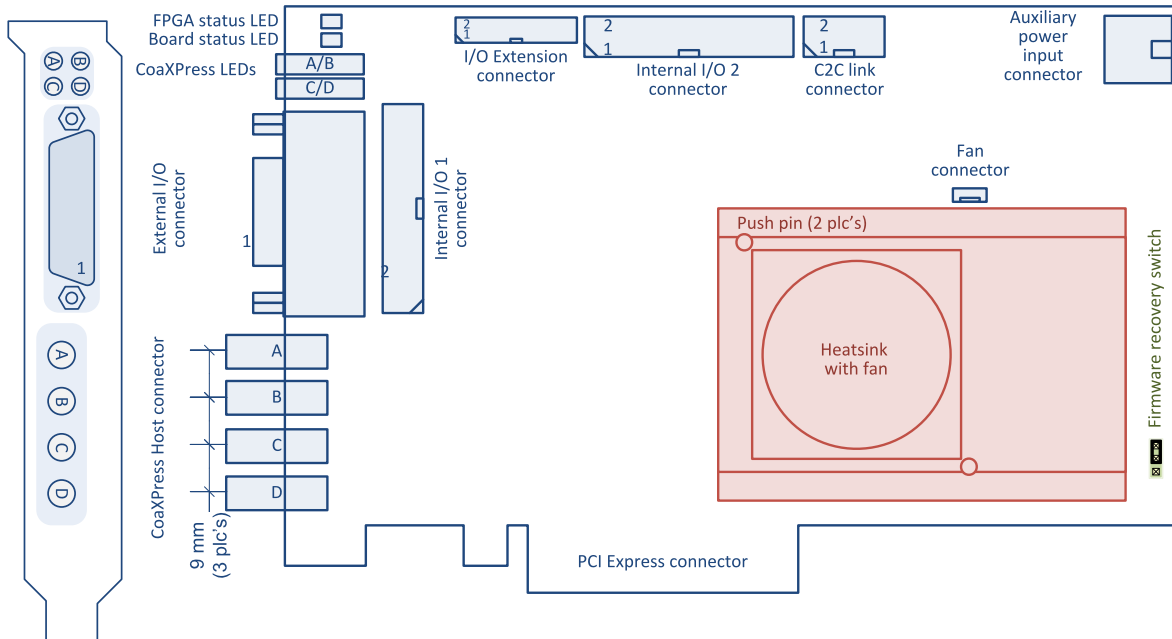 FPGA status LED
Board status LED
CoaXPress LEDs
A/B
C/D
2
1
I/O Extension
connector
2
1
Internal I/O 2
connector
2
1
C2C link
connector
Auxiliary
power
input
connector
A
B
C
D
1
External I/O
connector
1
Internal I/O 1
connector
2
Fan
connector
Push pin (2 plc's)
Heatsink
with fan
Firmware recovery switch
A
B
C
D
CoaXPress Host connector
A
B
C
D
9 mm
(3 plc's)
PCI Express connector